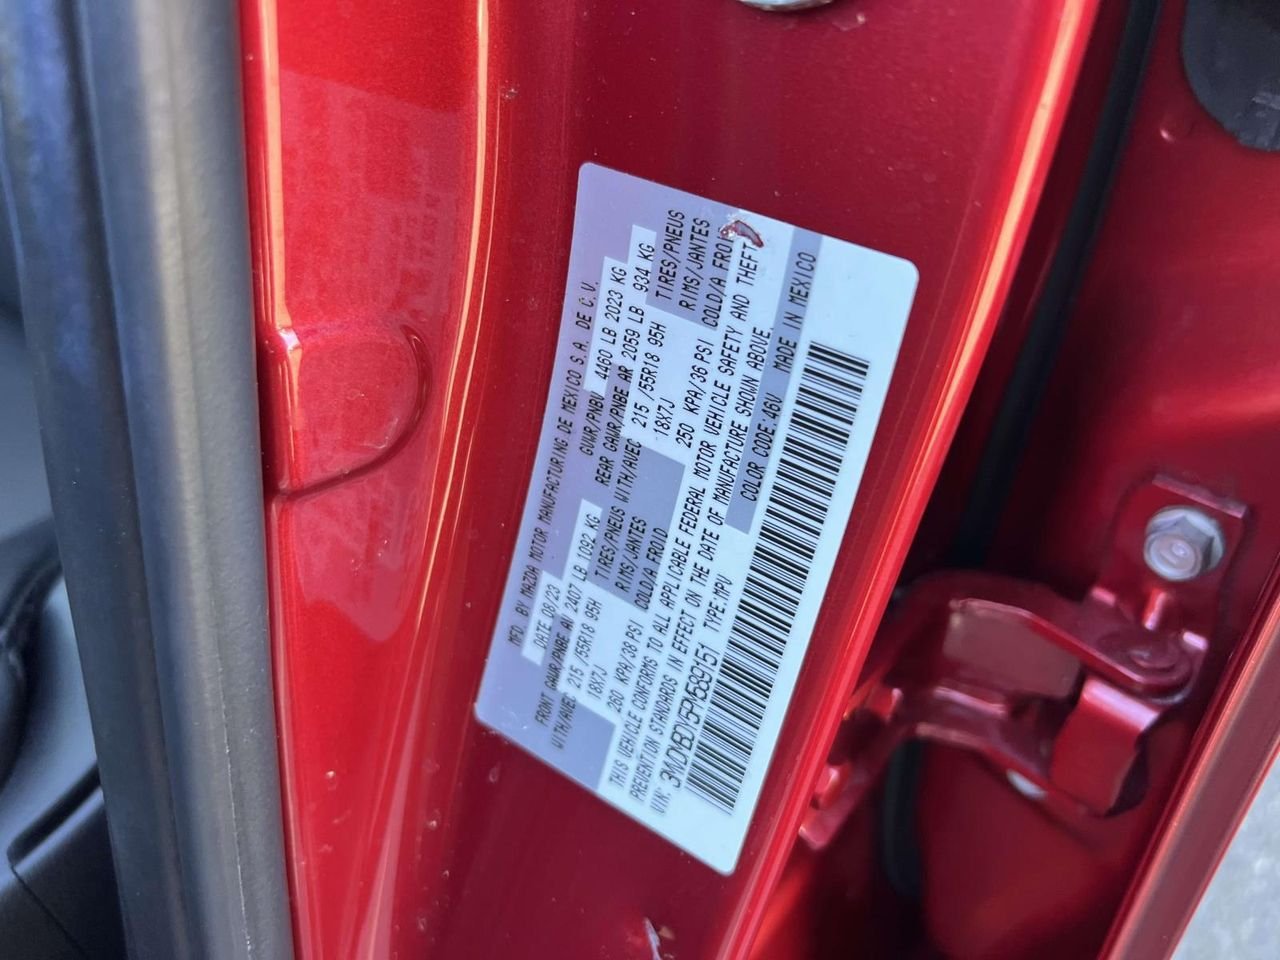 MFD. BY MAZDA MOTOR MANUFACTURING DE MEXICO S.A. DE C.V.
DATE 08/23 GVWR/PNBV 4460 LB 2023 KG
FRONT GAWR/PNBE AV 2407 LB 1092 KG REAR GAWR/PNBE AR 2059 LB 934 KG
WITH/AVEC 215 /55R18 95H TIRES/PNEUS WITH/AVEC 215 /55R18 95H TIRES/PNEUS
18X7J RIMS/JANTES 18X7J RIMS/JANTES
260 KPA/38 PSI COLD/A FROID 250 KPA/36 PSI COLD/A FROID
THIS VEHICLE CONFORMS TO ALL APPLICABLE FEDERAL MOTOR VEHICLE SAFETY AND THEFT
PREVENTION STANDARDS IN EFFECT ON THE DATE OF MANUFACTURE SHOWN ABOVE.
VIN: 3MVDMBDV5PM589151 TYPE:MPV COLOR CODE:46V MADE IN MEXICO